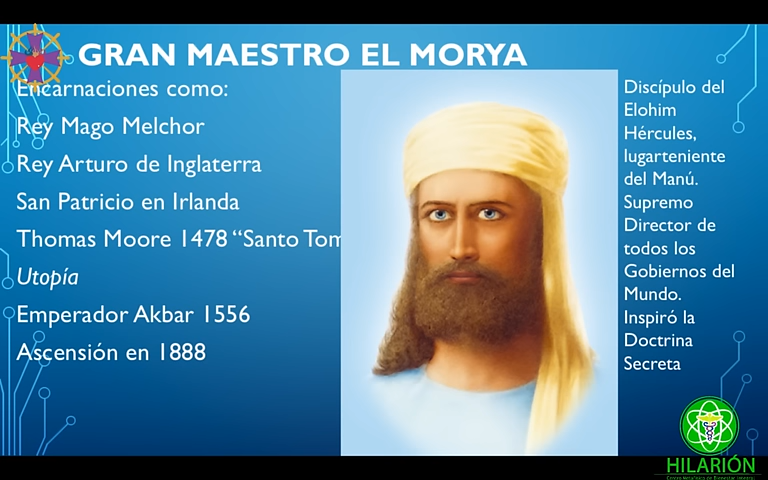 GRAN MAESTRO EL MORYA
Encarnaciones como:
Rey Mago Melchor
Rey Arturo de Inglaterra
San Patricio en Irlanda
Thomas Moore 1478 “Santo Tom
Utopía
Emperador Akbar 1556
Ascensión en 1888
Discípulo del
Elohim
Hércules,
lugarteniente
del Manú.
Supremo
Director de
todos los
Gobiernos del
Mundo.
Inspiró la
Doctrina
Secreta
HILARIÓN